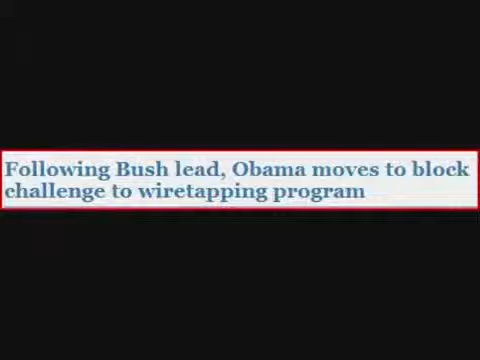 Following Bush lead, Obama moves to block
challenge to wiretapping program